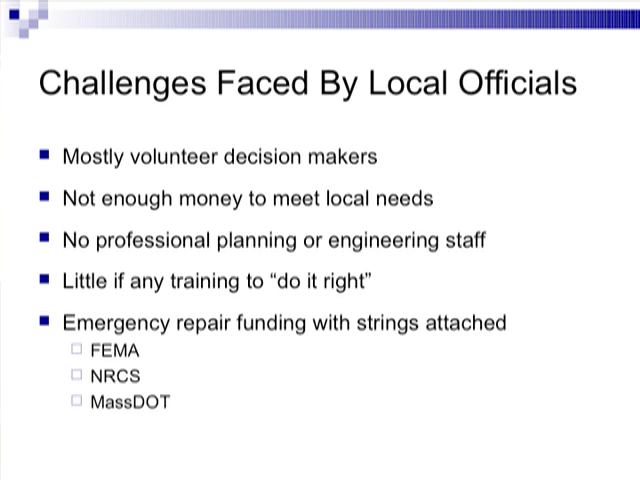 Challenges Faced By Local Officials
Mostly volunteer decision makers
Not enough money to meet local needs
No professional planning or engineering staff
Little if any training to “do it right”
Emergency repair funding with strings attached
FEMA
NRCS
MassDOT